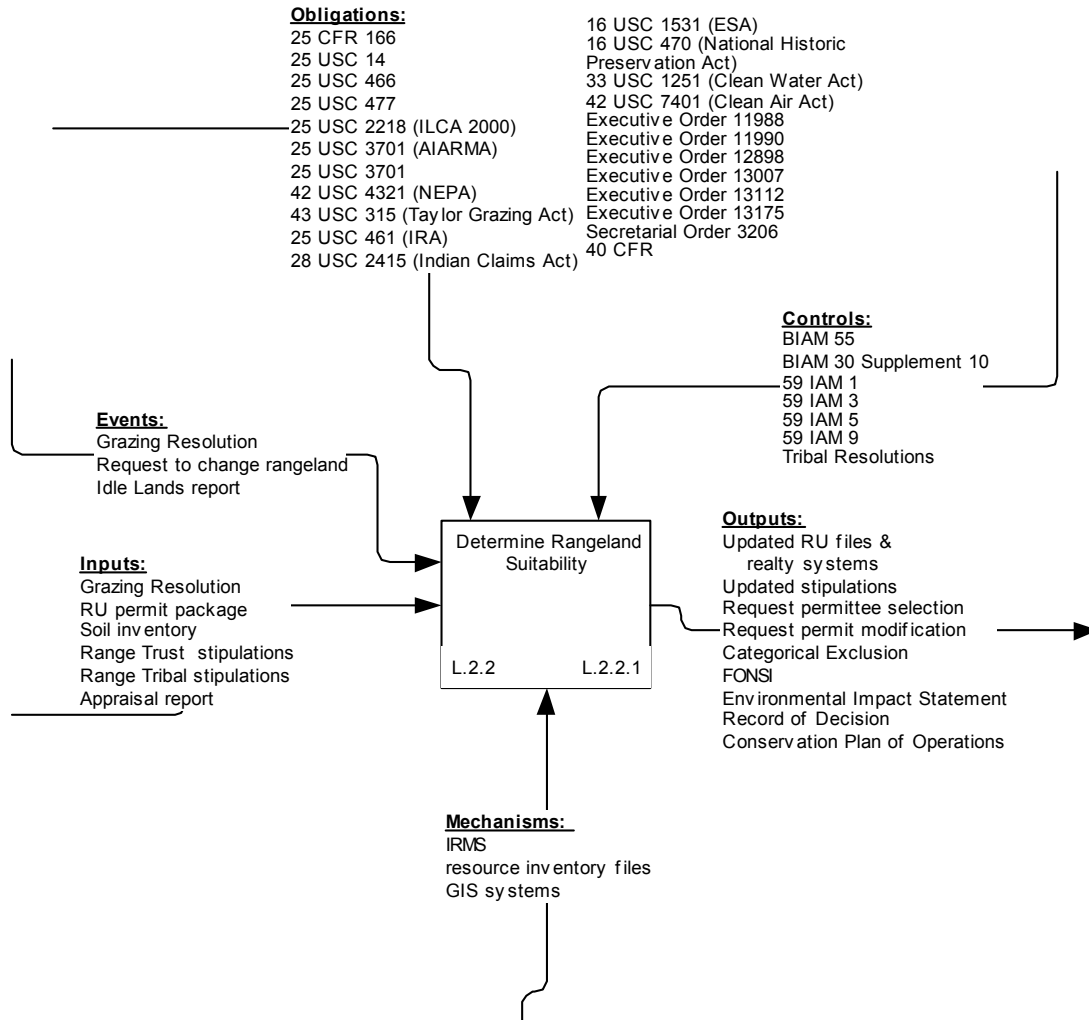 Obligations:
25 CFR 166
25 USC 14
25 USC 466
25 USC 477
25 USC 2218 (ILCA 2000)
25 USC 3701 (AIARMA)
25 USC 3701
42 USC 4321 (NEPA)
43 USC 315 (Taylor Grazing Act)
25 USC 461 (IRA)
28 USC 2415 (Indian Claims Act)
16 USC 1531 (ESA)
16 USC 470 (National Historic
Preservation Act)
33 USC 1251 (Clean Water Act)
42 USC 7401 (Clean Air Act)
Executive Order 11988
Executive Order 11990
Executive Order 12898
Executive Order 13007
Executive Order 13112
Executive Order 13175
Secretarial Order 3206
40 CFR
Controls:
BIAM 55
BIAM 30 Supplement 10
59 IAM 1
59 IAM 3
59 IAM 5
59 IAM 9
Tribal Resolutions
Events:
Grazing Resolution
Request to change rangeland
Idle Lands report
Inputs:
Grazing Resolution
RU permit package
Soil inventory
Range Trust stipulations
Range Tribal stipulations
Appraisal report
Determine Rangeland
Suitability
L.2.2 L.2.2.1
Outputs:
Updated RU files &
realty systems
Updated stipulations
Request permittee selection
Request permit modification
Categorical Exclusion
FONSI
Environmental Impact Statement
Record of Decision
Conservation Plan of Operations
Mechanisms:
IRMS
resource inventory files
GIS systems